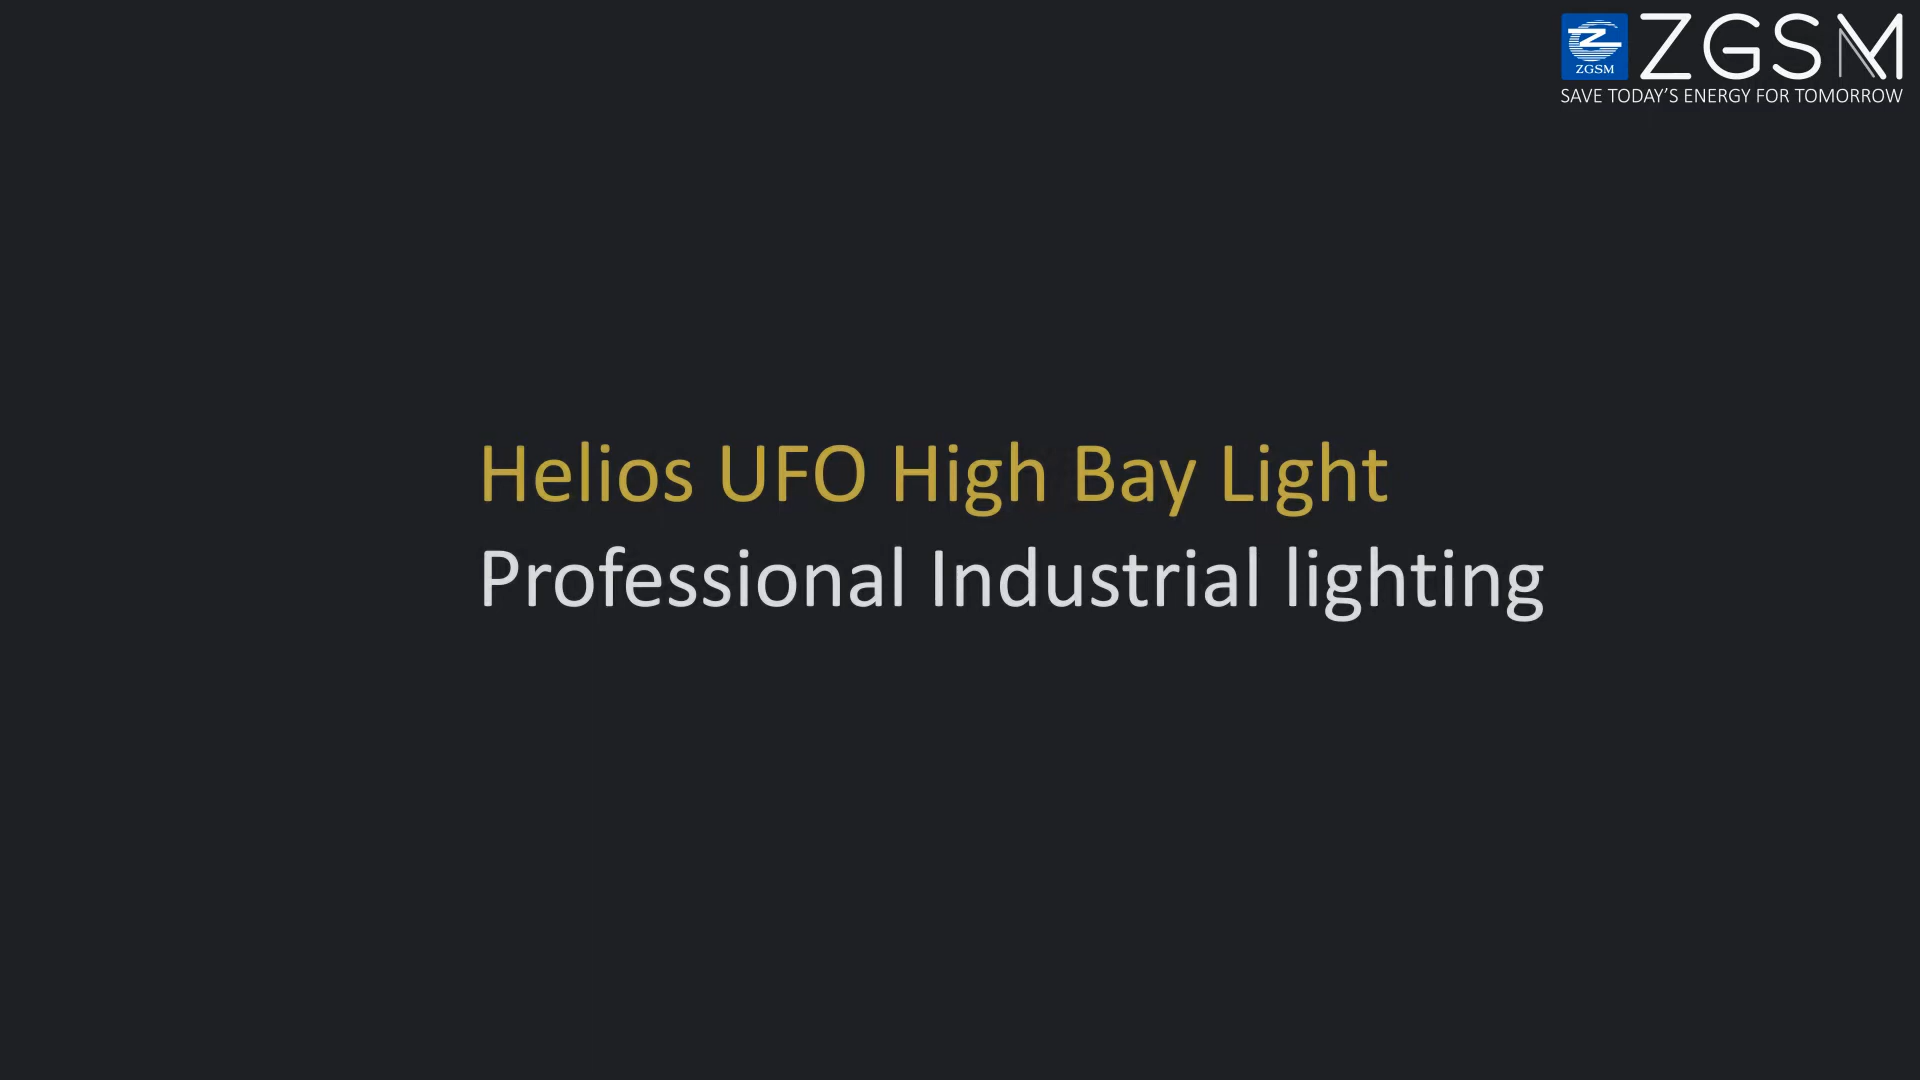 ZGSM
ZGSM
SAVE TODAY'S ENERGY FOR TOMORROW
Helios UFO High Bay Light
Professional Industrial lighting